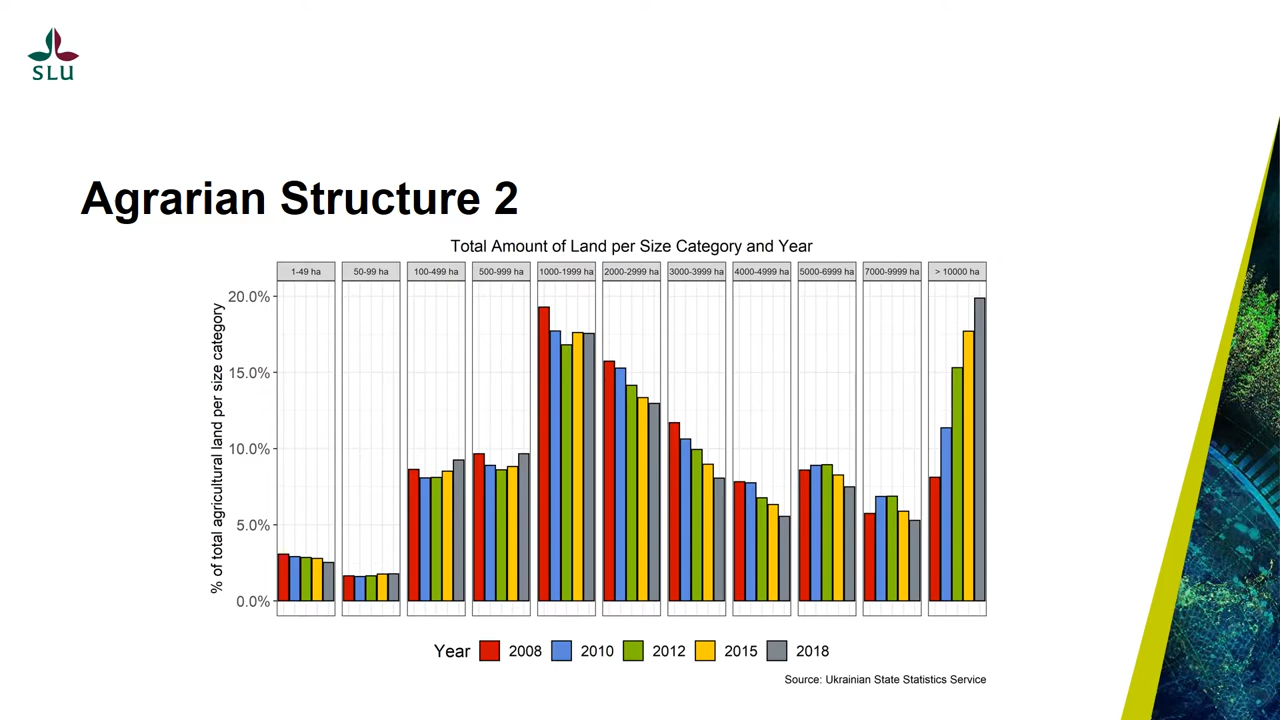 SLU
Agrarian Structure 2
Total Amount of Land per Size Category and Year
1-49 ha 50-99 ha 100-499 ha 500-999 ha 1000-1999 ha 2000-2999 ha 3000-3999 ha 4000-4999 ha 5000-6999 ha 7000-9999 ha > 10000 ha
% of total agricultural land per size category
20.0%
15.0%
10.0%
5.0%
0.0%
Year 2008 2010 2012 2015 2018
Source: Ukrainian State Statistics Service